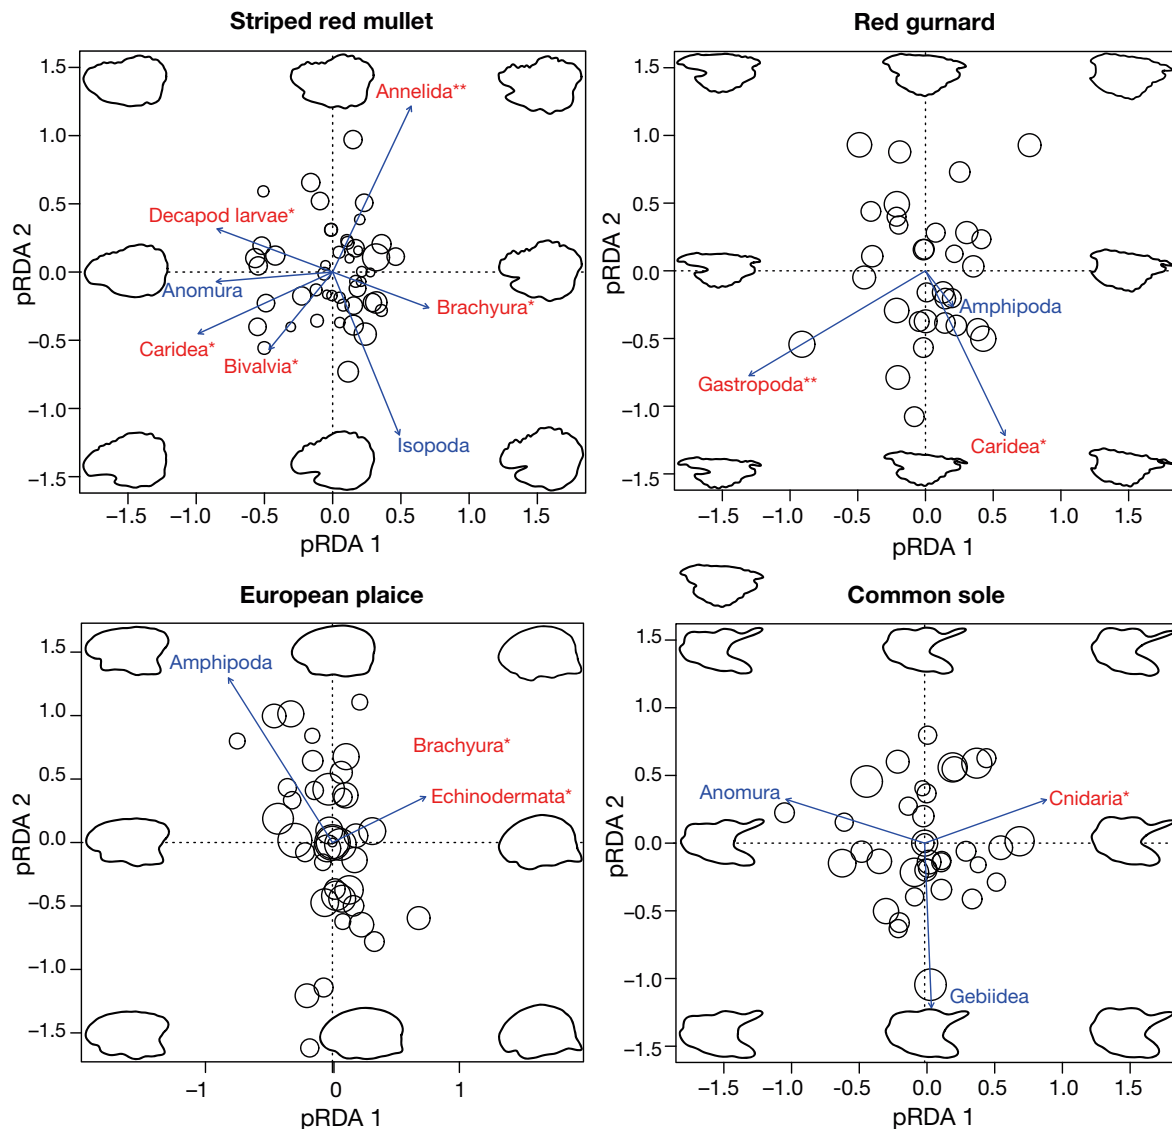 Striped red mullet
Red gurnard
1.5
1.0
0.5
0.0
−0.5
−1.0
−1.5
pRDA 2
Annelida**
Decapod larvae*
Anomura
Brachyura*
Caridea*
Bivalvia*
Isopoda
−1.5
−1.0
-0.5
0.0
0.5
1.0
1.5
pRDA 1
1.5
1.0
0.5
0.0
−0.5
−1.0
−1.5
pRDA 2
Amphipoda
Gastropoda**
Caridea*
−1.5
−1.0
-0.5
0.0
0.5
1.0
1.5
pRDA 1
European plaice
Common sole
1.5
1.0
0.5
0.0
−0.5
−1.0
−1.5
pRDA 2
Amphipoda
Brachyura*
Echinodermata*
−1
0
1
pRDA 1
1.5
1.0
0.5
0.0
−0.5
−1.0
−1.5
pRDA 2
Anomura
Cnidaria*
Gebiidea
−1.5
−1.0
-0.5
0.0
0.5
1.0
1.5
pRDA 1